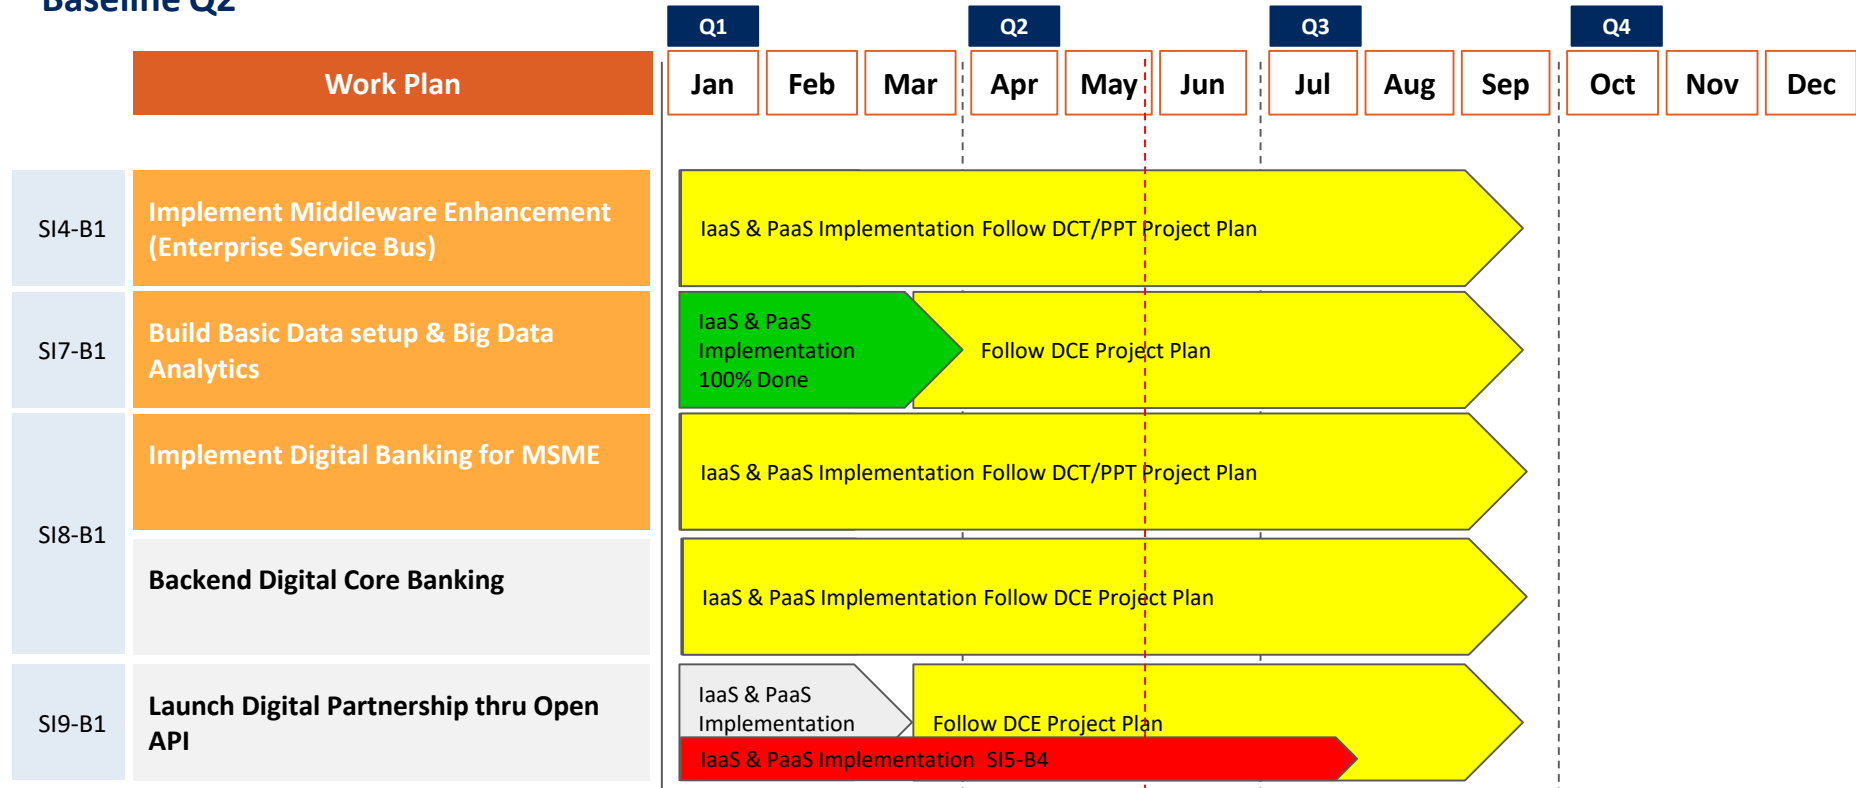 Baseline Q2
Q1
Q2
Q3
Q4
Work Plan
Jan
Feb
Mar
Apr
May
Jun
Jul
Aug
Sep
Oct
Nov
Dec
SI4-B1
Implement Middleware Enhancement
(Enterprise Service Bus)
IaaS & PaaS Implementation Follow DCT/PPT Project Plan
SI7-B1
Build Basic Data setup & Big Data
Analytics
IaaS & PaaS
Implementation
100% Done
Follow DCE Project Plan
SI8-B1
Implement Digital Banking for MSME
IaaS & PaaS Implementation Follow DCT/PPT Project Plan
Backend Digital Core Banking
IaaS & PaaS Implementation Follow DCE Project Plan
SI9-B1
Launch Digital Partnership thru Open
API
IaaS & PaaS
Implementation
Follow DCE Project Plan
IaaS & PaaS Implementation SI5-B4